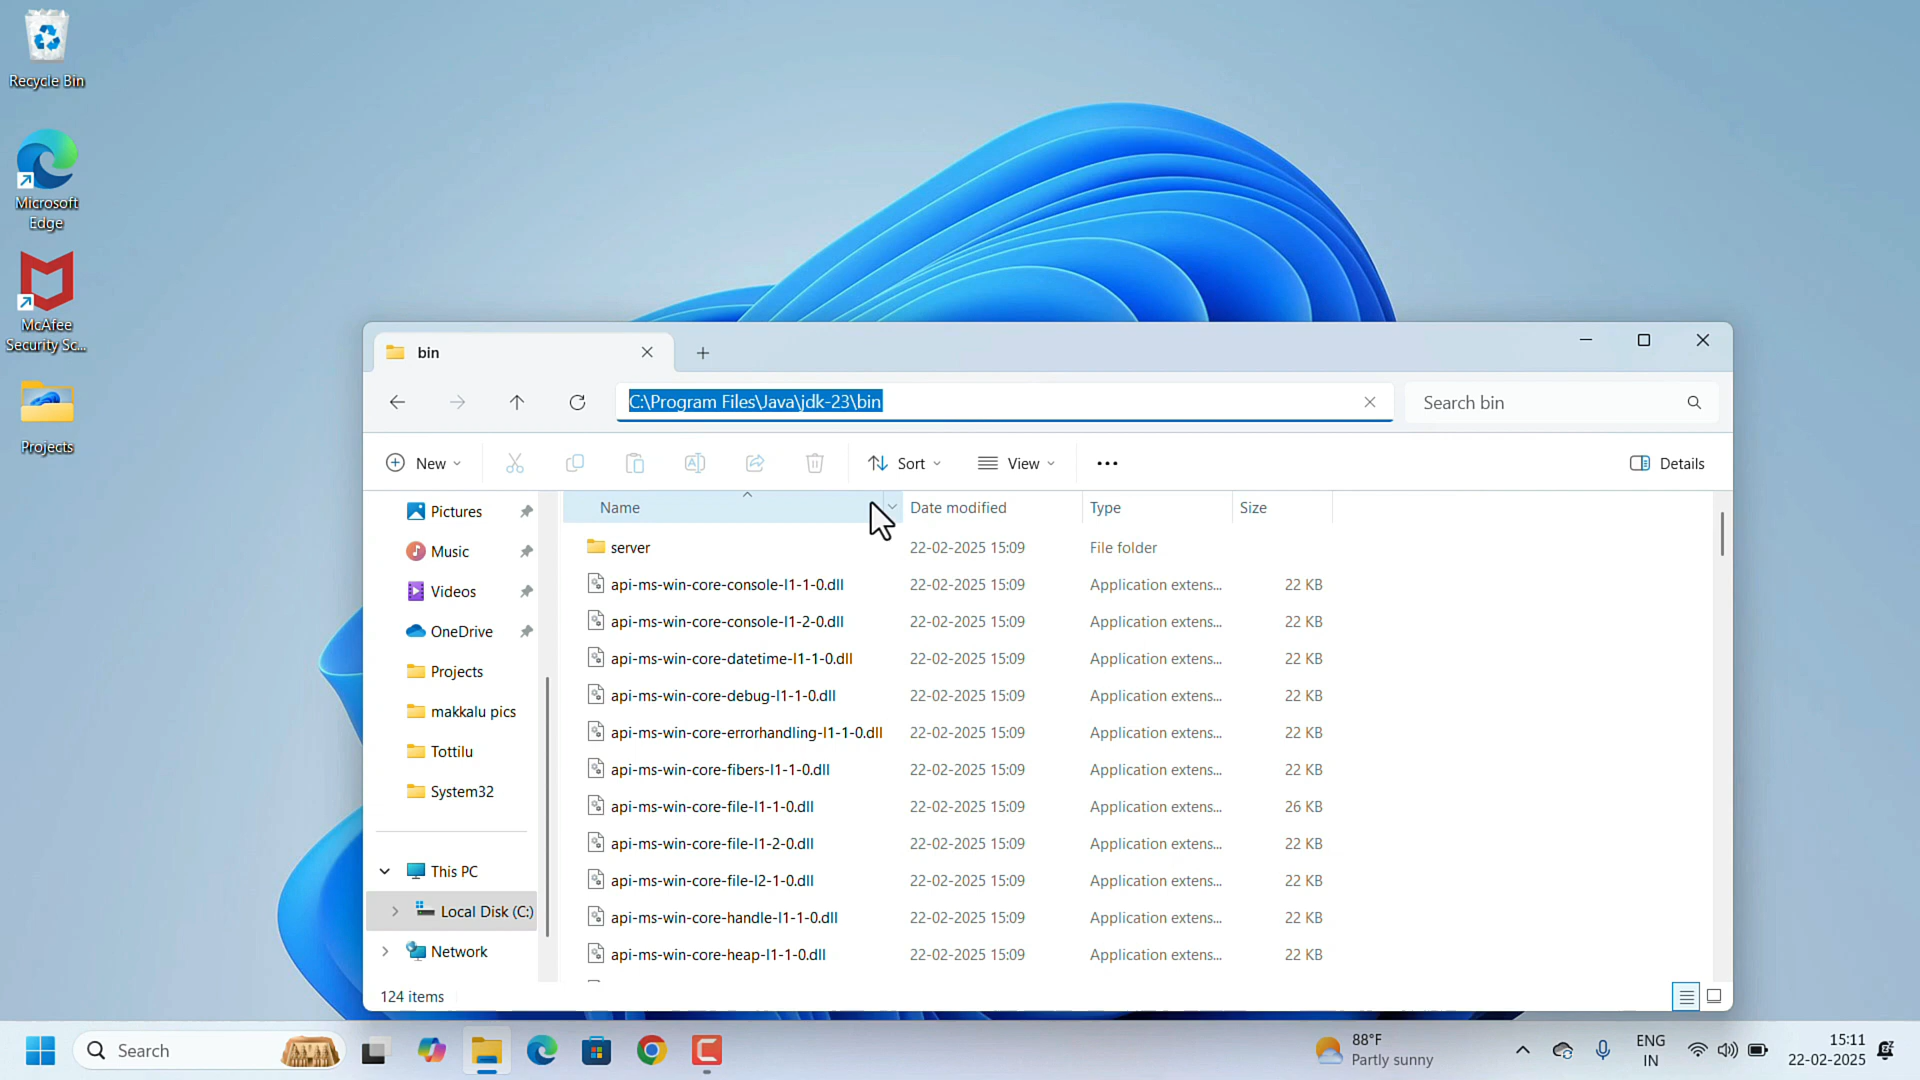 Recycle Bin
Microsoft
Edge
McAfee
Security Sc...
Projects
bin
C:\Program Files\Java\jdk-23\bin
Search bin
New
Sort
View
Details
Pictures
Music
Videos
OneDrive
Projects
makkalu pics
Tottilu
System32
This PC
Local Disk (C:)
Network
Name Date modified Type Size
server 22-02-2025 15:09 File folder
api-ms-win-core-console-l1-1-0.dll 22-02-2025 15:09 Application extens... 22 KB
api-ms-win-core-console-l1-2-0.dll 22-02-2025 15:09 Application extens... 22 KB
api-ms-win-core-datetime-l1-1-0.dll 22-02-2025 15:09 Application extens... 22 KB
api-ms-win-core-debug-l1-1-0.dll 22-02-2025 15:09 Application extens... 22 KB
api-ms-win-core-errorhandling-l1-1-0.dll 22-02-2025 15:09 Application extens... 22 KB
api-ms-win-core-fibers-l1-1-0.dll 22-02-2025 15:09 Application extens... 22 KB
api-ms-win-core-file-l1-1-0.dll 22-02-2025 15:09 Application extens... 26 KB
api-ms-win-core-file-l1-2-0.dll 22-02-2025 15:09 Application extens... 22 KB
api-ms-win-core-file-l2-1-0.dll 22-02-2025 15:09 Application extens... 22 KB
api-ms-win-core-handle-l1-1-0.dll 22-02-2025 15:09 Application extens... 22 KB
api-ms-win-core-heap-l1-1-0.dll 22-02-2025 15:09 Application extens... 22 KB
124 items
Search
88°F
Partly sunny
ENG
IN
15:11
22-02-2025